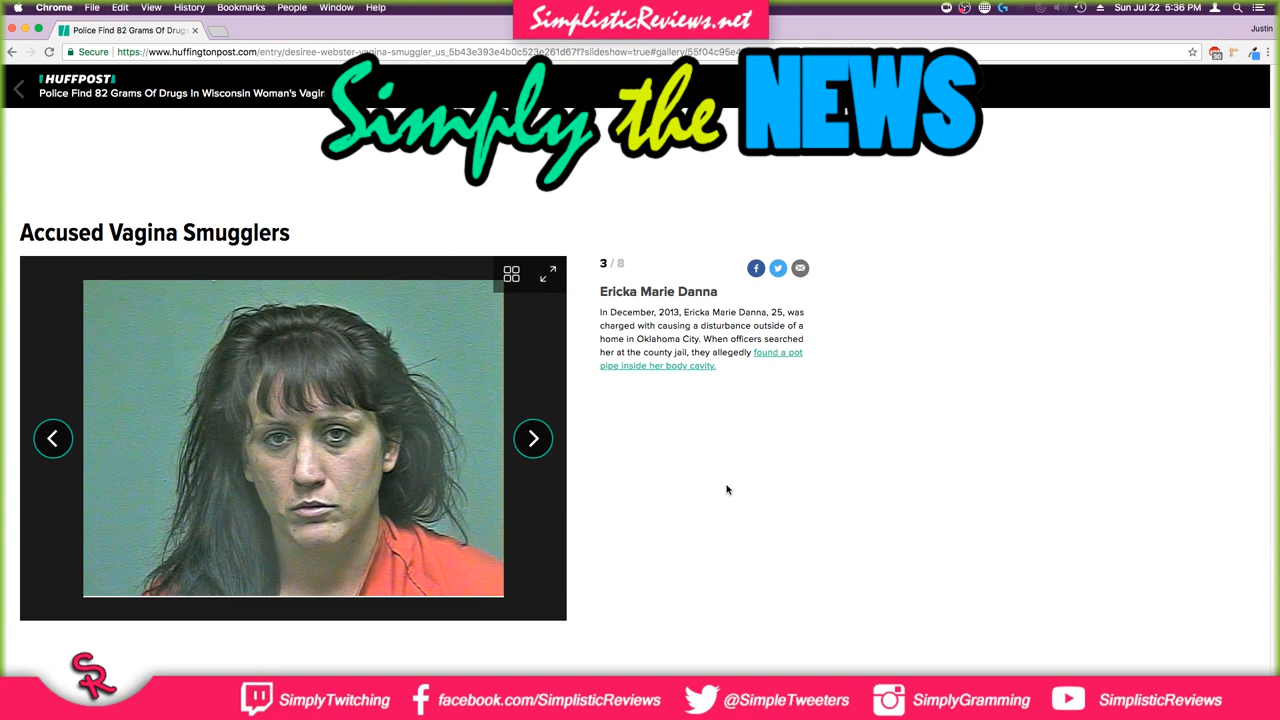 Chrome File Edit View History Bookmarks People Window Help
Sun Jul 22 5:36 PM
SimplisticReviews.net
Police Find 82 Grams Of Drugs
Justin
Secure https://www.huffingtonpost.com/entry/desiree-webster-vagina-smuggler_us_5b43e393e4b0c523e261d67f?slideshow=true#gallery/55f04c95e4
HUFFPOST
Police Find 82 Grams Of Drugs In Wisconsin Woman's Vagin
Simply the NEWS
Accused Vagina Smugglers
3 / 8
Ericka Marie Danna
In December, 2013, Ericka Marie Danna, 25, was
charged with causing a disturbance outside of a
home in Oklahoma City. When officers searched
her at the county jail, they allegedly found a pot
pipe inside her body cavity.
SR
SimplyTwitching
facebook.com/SimplisticReviews
@SimpleTweeters
SimplyGramming
SimplisticReviews